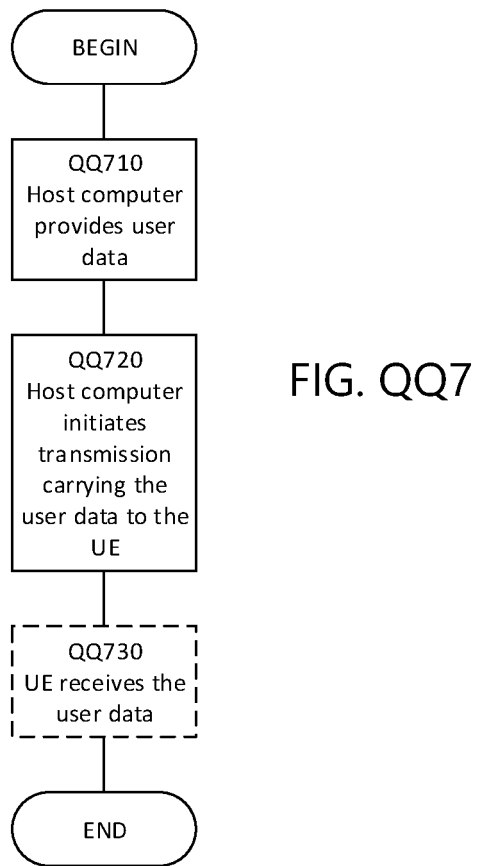 BEGIN
QQ710
Host computer
provides user
data
QQ720
Host computer
initiates
transmission
carrying the
user data to the
UE
FIG. QQ7
QQ730
UE receives the
user data
END